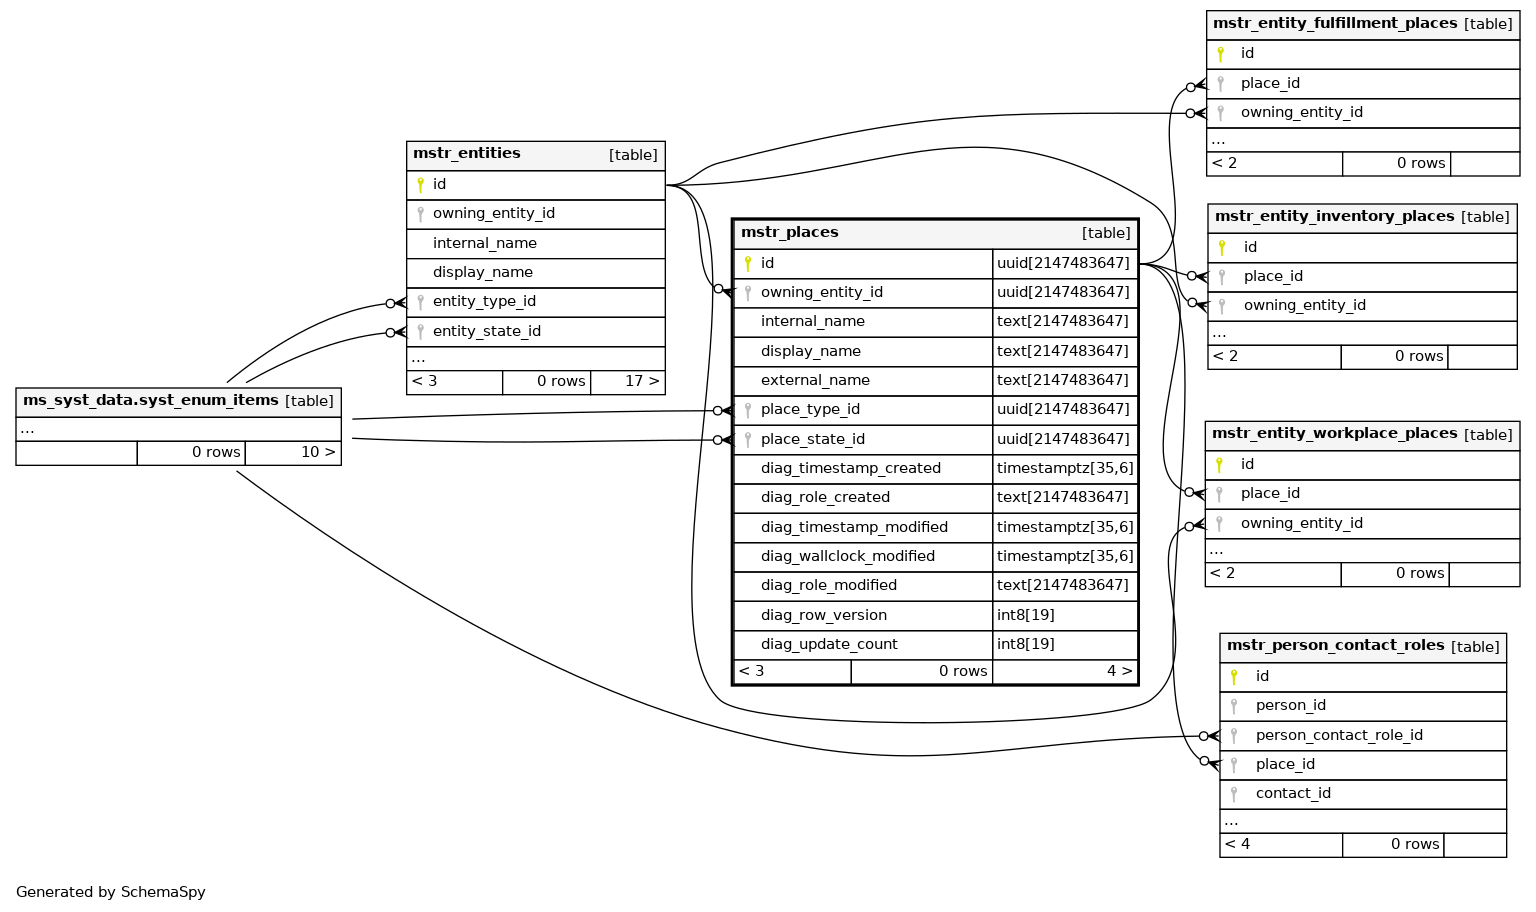 mstr_entity_fulfillment_places [table]
id
place_id
owning_entity_id
...
< 2 0 rows
mstr_entities [table]
id
owning_entity_id
internal_name
display_name
entity_type_id
entity_state_id
...
< 3 0 rows 17 >
mstr_entity_inventory_places [table]
id
place_id
owning_entity_id
...
< 2 0 rows
mstr_places [table]
id uuid[2147483647]
owning_entity_id uuid[2147483647]
internal_name text[2147483647]
display_name text[2147483647]
external_name text[2147483647]
place_type_id uuid[2147483647]
place_state_id uuid[2147483647]
diag_timestamp_created timestamptz[35,6]
diag_role_created text[2147483647]
diag_timestamp_modified timestamptz[35,6]
diag_wallclock_modified timestamptz[35,6]
diag_role_modified text[2147483647]
diag_row_version int8[19]
diag_update_count int8[19]
< 3 0 rows 4 >
ms_syst_data.syst_enum_items [table]
...
0 rows 10 >
mstr_entity_workplace_places [table]
id
place_id
owning_entity_id
...
< 2 0 rows
mstr_person_contact_roles [table]
id
person_id
person_contact_role_id
place_id
contact_id
...
< 4 0 rows
Generated by SchemaSpy